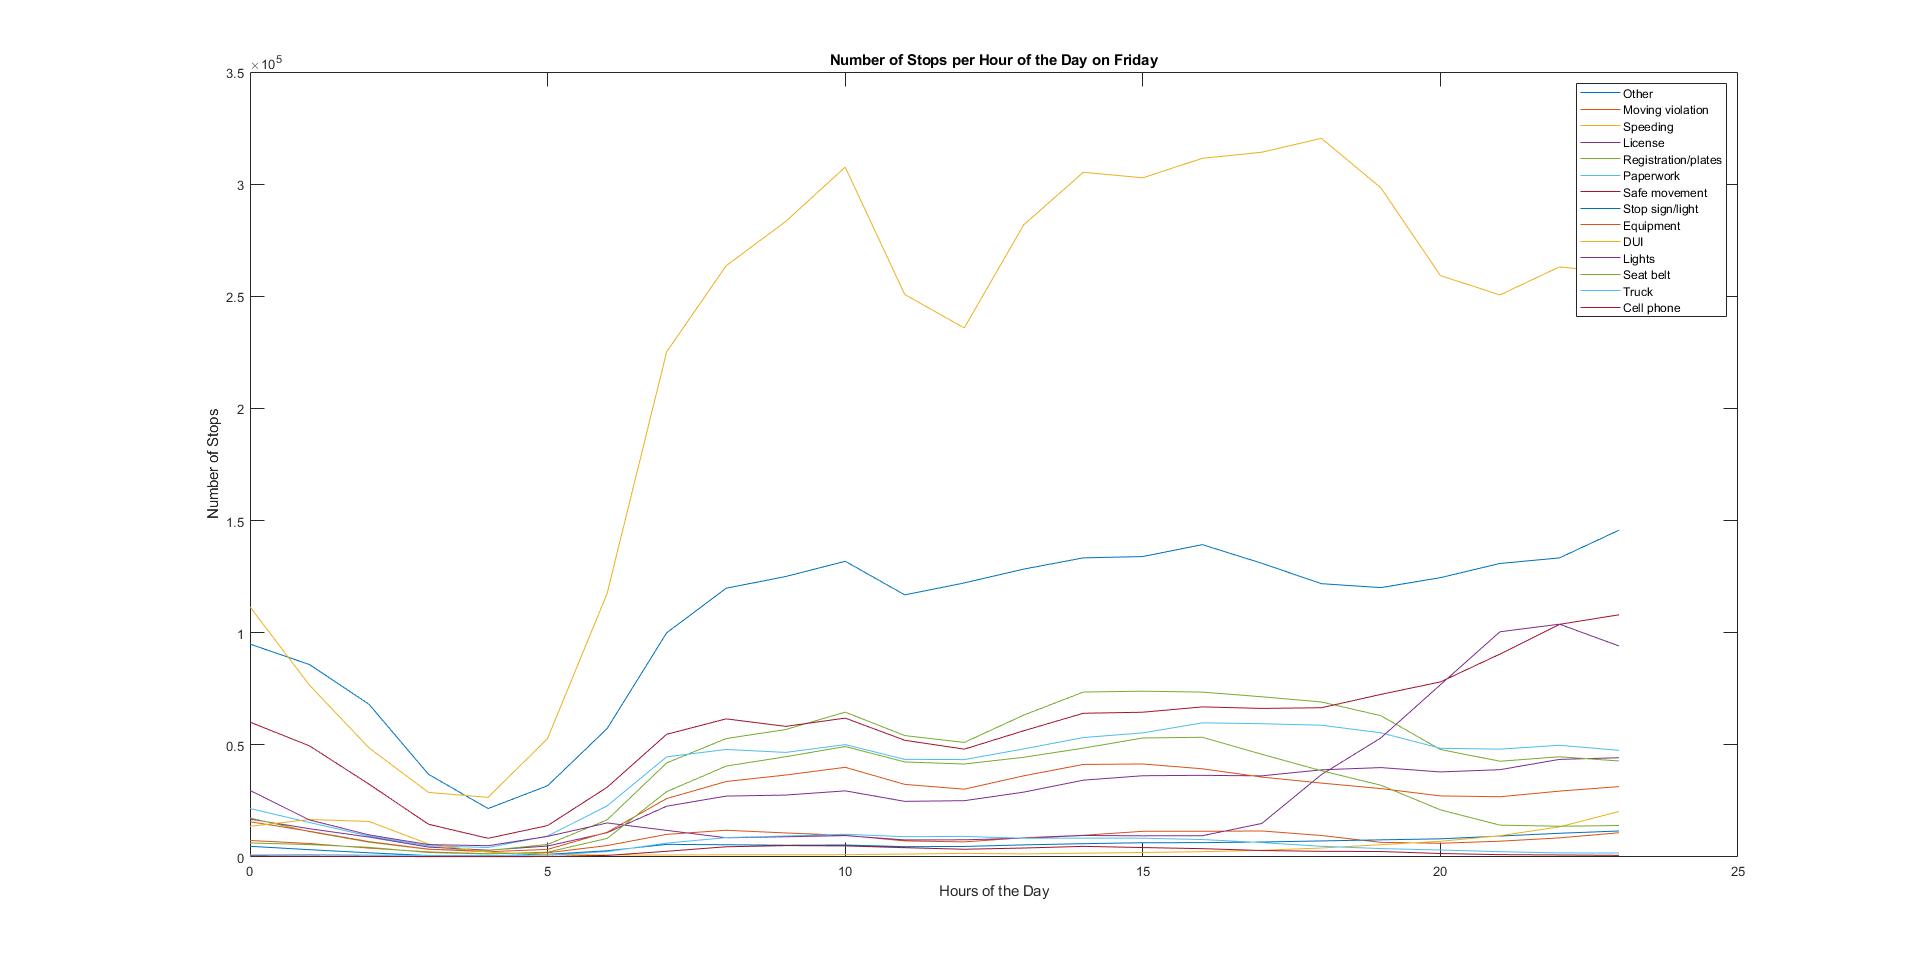 Number of Stops per Hour of the Day on Friday
×10^5
3.5
3
2.5
2
1.5
1
0.5
0
Number of Stops
0 5 10 15 20 25
Hours of the Day
Other
Moving violation
Speeding
License
Registration/plates
Paperwork
Safe movement
Stop sign/light
Equipment
DUI
Lights
Seat belt
Truck
Cell phone